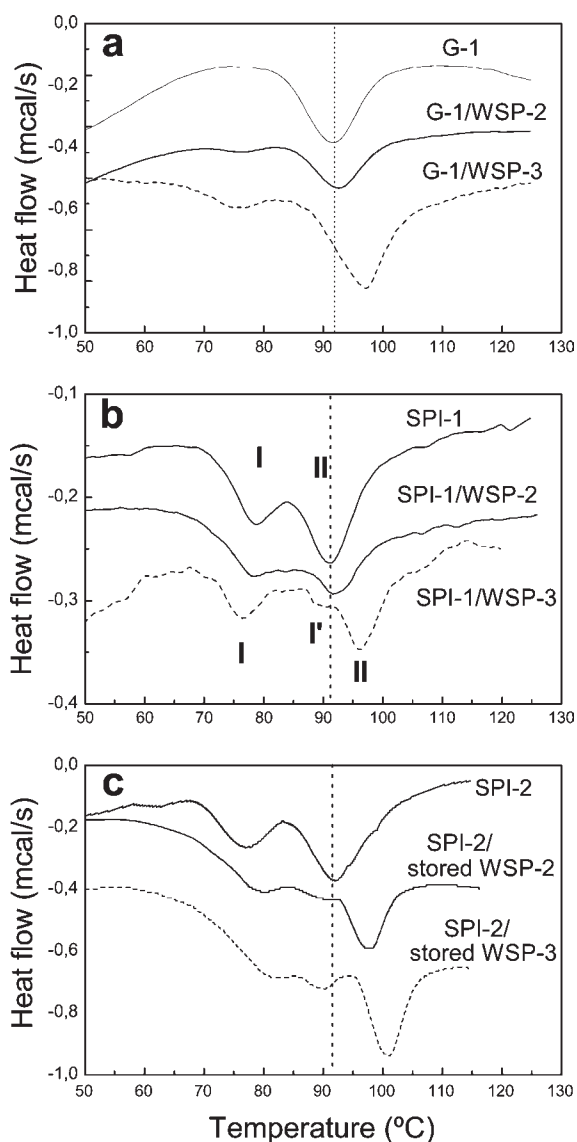 a
G-1
G-1/WSP-2
G-1/WSP-3
Heat flow (mcal/s)
0,0
-0,2
-0,4
-0,6
-0,8
-1,0
50 60 70 80 90 100 110 120 130
b
I
II
SPI-1
SPI-1/WSP-2
SPI-1/WSP-3
I
I'
II
Heat flow (mcal/s)
-0,1
-0,2
-0,3
-0,4
50 60 70 80 90 100 110 120 130
c
SPI-2
SPI-2/
stored WSP-2
SPI-2/
stored WSP-3
Heat flow (mcal/s)
0,0
-0,2
-0,4
-0,6
-0,8
-1,0
50 60 70 80 90 100 110 120 130
Temperature (ºC)